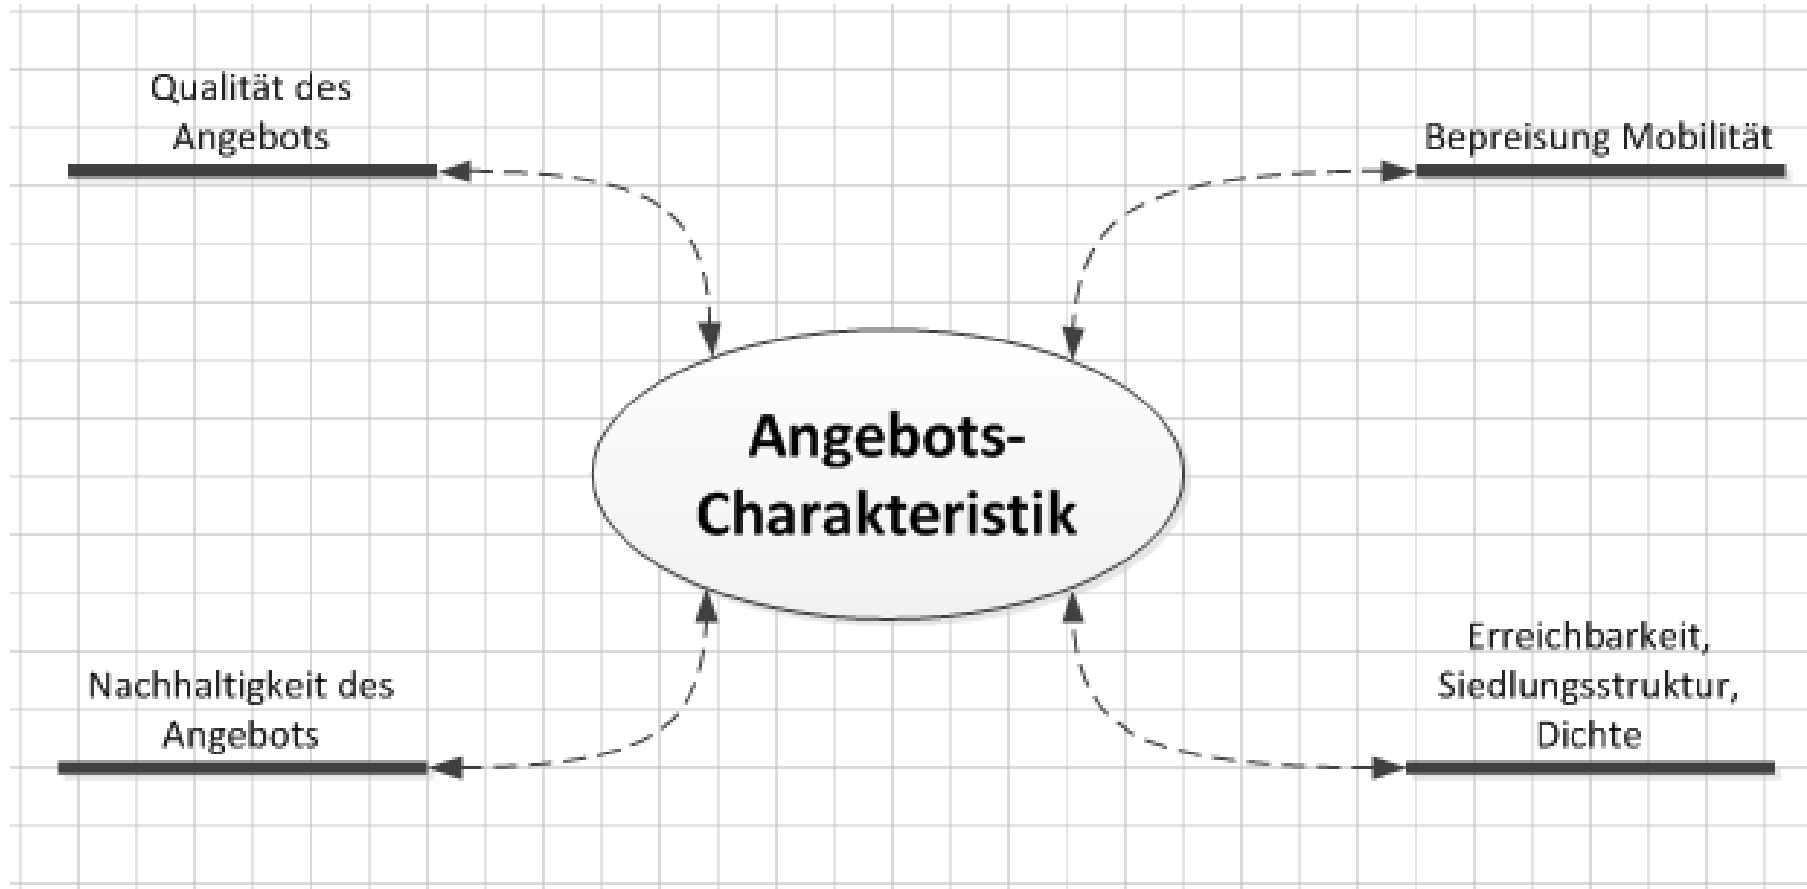 Qualität des
Angebots
Bepreisung Mobilität
Angebots-
Charakteristik
Nachhaltigkeit des
Angebots
Erreichbarkeit,
Siedlungsstruktur,
Dichte